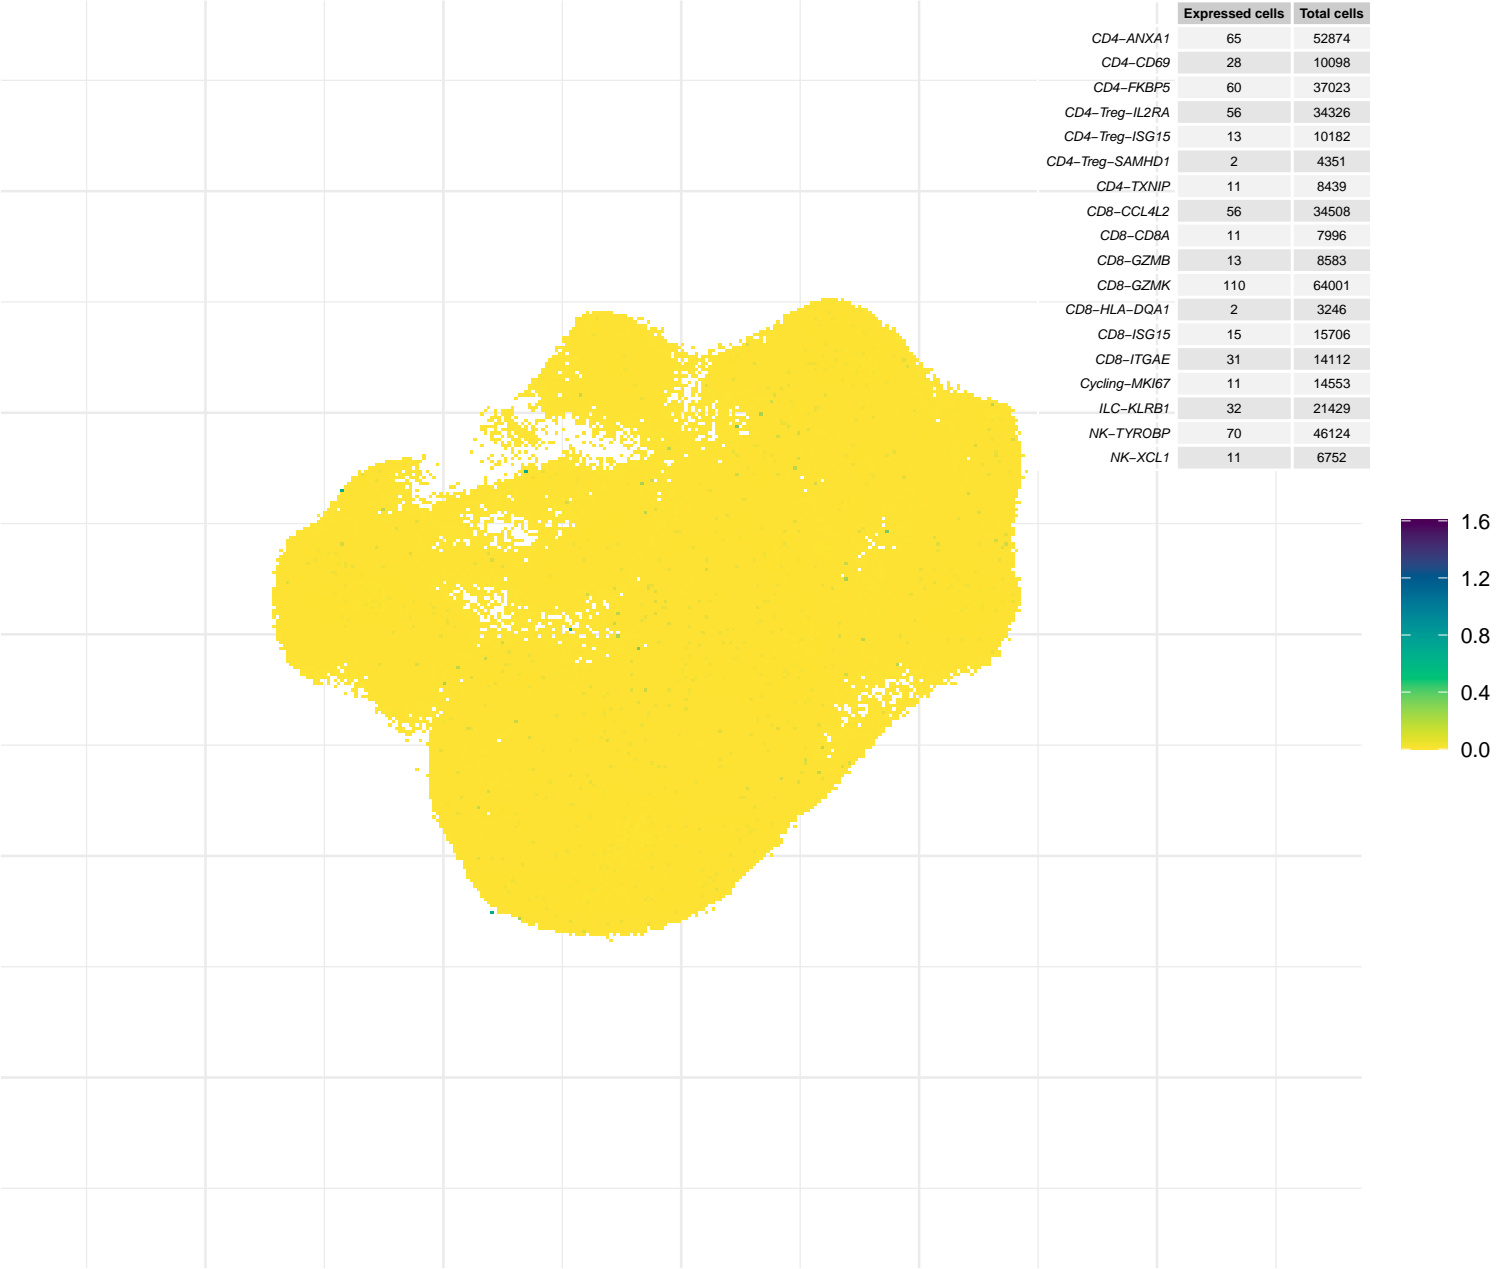 Expressed cells Total cells
CD4−ANXA1 65 52874
CD4−CD69 28 10098
CD4−FKBP5 60 37023
CD4−Treg−IL2RA 56 34326
CD4−Treg−ISG15 13 10182
CD4−Treg−SAMHD1 2 4351
CD4−TXNIP 11 8439
CD8−CCL4L2 56 34508
CD8−CD8A 11 7996
CD8−GZMB 13 8583
CD8−GZMK 110 64001
CD8−HLA−DQA1 2 3246
CD8−ISG15 15 15706
CD8−ITGAE 31 14112
Cycling−MKI67 11 14553
ILC−KLRB1 32 21429
NK−TYROBP 70 46124
NK−XCL1 11 6752
1.6
1.2
0.8
0.4
0.0